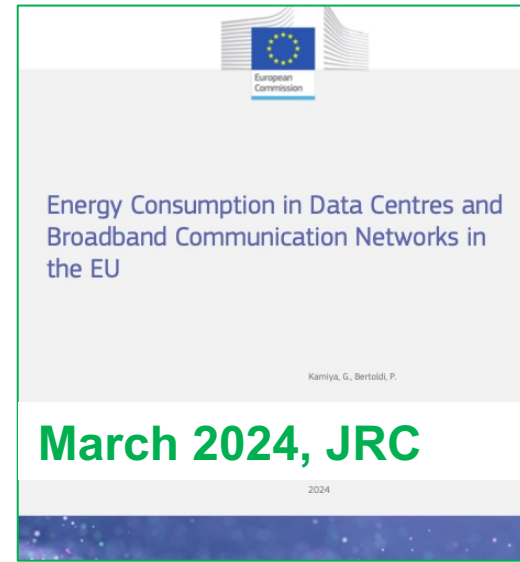 European
Commission
Energy Consumption in Data Centres and
Broadband Communication Networks in
the EU
Kamiya, G., Bertoldi, P.
March 2024, JRC
2024